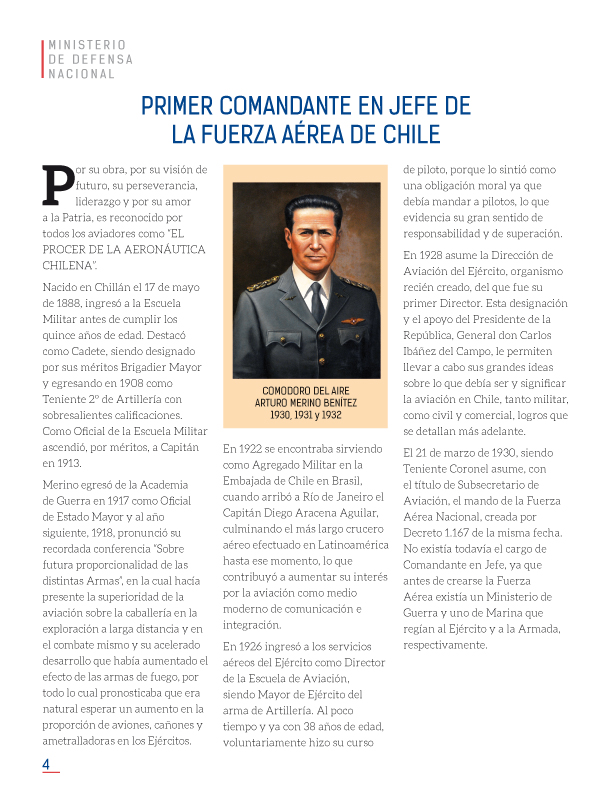 MINISTERIO
DE DEFENSA
NACIONAL
PRIMER COMANDANTE EN JEFE DE
LA FUERZA AÉREA DE CHILE
Por su obra, por su visión de
futuro, su perseverancia,
liderazgo y por su amor
a la Patria, es reconocido por
todos los aviadores como “EL
PROCER DE LA AERONÁUTICA
CHILENA”.
Nacido en Chillán el 17 de mayo
de 1888, ingresó a la Escuela
Militar antes de cumplir los
quince años de edad. Destacó
como Cadete, siendo designado
por sus méritos Brigadier Mayor
y egresando en 1908 como
Teniente 2º de Artillería con
sobresalientes calificaciones.
Como Oficial de la Escuela Militar
ascendió, por méritos, a Capitán
en 1913.
Merino egresó de la Academia
de Guerra en 1917 como Oficial
de Estado Mayor y al año
siguiente, 1918, pronunció su
recordada conferencia “Sobre
futura proporcionalidad de las
distintas Armas”, en la cual hacía
presente la superioridad de la
aviación sobre la caballería en la
exploración a larga distancia y en
el combate mismo y su acelerado
desarrollo que había aumentado el
efecto de las armas de fuego, por
todo lo cual pronosticaba que era
natural esperar un aumento en la
proporción de aviones, cañones y
ametralladoras en los Ejércitos.
COMODORO DEL AIRE
ARTURO MERINO BENÍTEZ
1930, 1931 y 1932
En 1922 se encontraba sirviendo
como Agregado Militar en la
Embajada de Chile en Brasil,
cuando arribó a Río de Janeiro el
Capitán Diego Aracena Aguilar,
culminando el más largo crucero
aéreo efectuado en Latinoamérica
hasta ese momento, lo que
contribuyó a aumentar su interés
por la aviación como medio
moderno de comunicación e
integración.
En 1926 ingresó a los servicios
aéreos del Ejército como Director
de la Escuela de Aviación,
siendo Mayor de Ejército del
arma de Artillería. Al poco
tiempo y ya con 38 años de edad,
voluntariamente hizo su curso
de piloto, porque lo sintió como
una obligación moral ya que
debía mandar a pilotos, lo que
evidencia su gran sentido de
responsabilidad y de superación.
En 1928 asume la Dirección de
Aviación del Ejército, organismo
recién creado, del que fue su
primer Director. Esta designación
y el apoyo del Presidente de la
República, General don Carlos
Ibáñez del Campo, le permiten
llevar a cabo sus grandes ideas
sobre lo que debía ser y significar
la aviación en Chile, tanto militar,
como civil y comercial, logros que
se detallan más adelante.
El 21 de marzo de 1930, siendo
Teniente Coronel asume, con
el título de Subsecretario de
Aviación, el mando de la Fuerza
Aérea Nacional, creada por
Decreto 1.167 de la misma fecha.
No existía todavía el cargo de
Comandante en Jefe, ya que
antes de crearse la Fuerza
Aérea existía un Ministerio de
Guerra y uno de Marina que
regían al Ejército y a la Armada,
respectivamente.
4